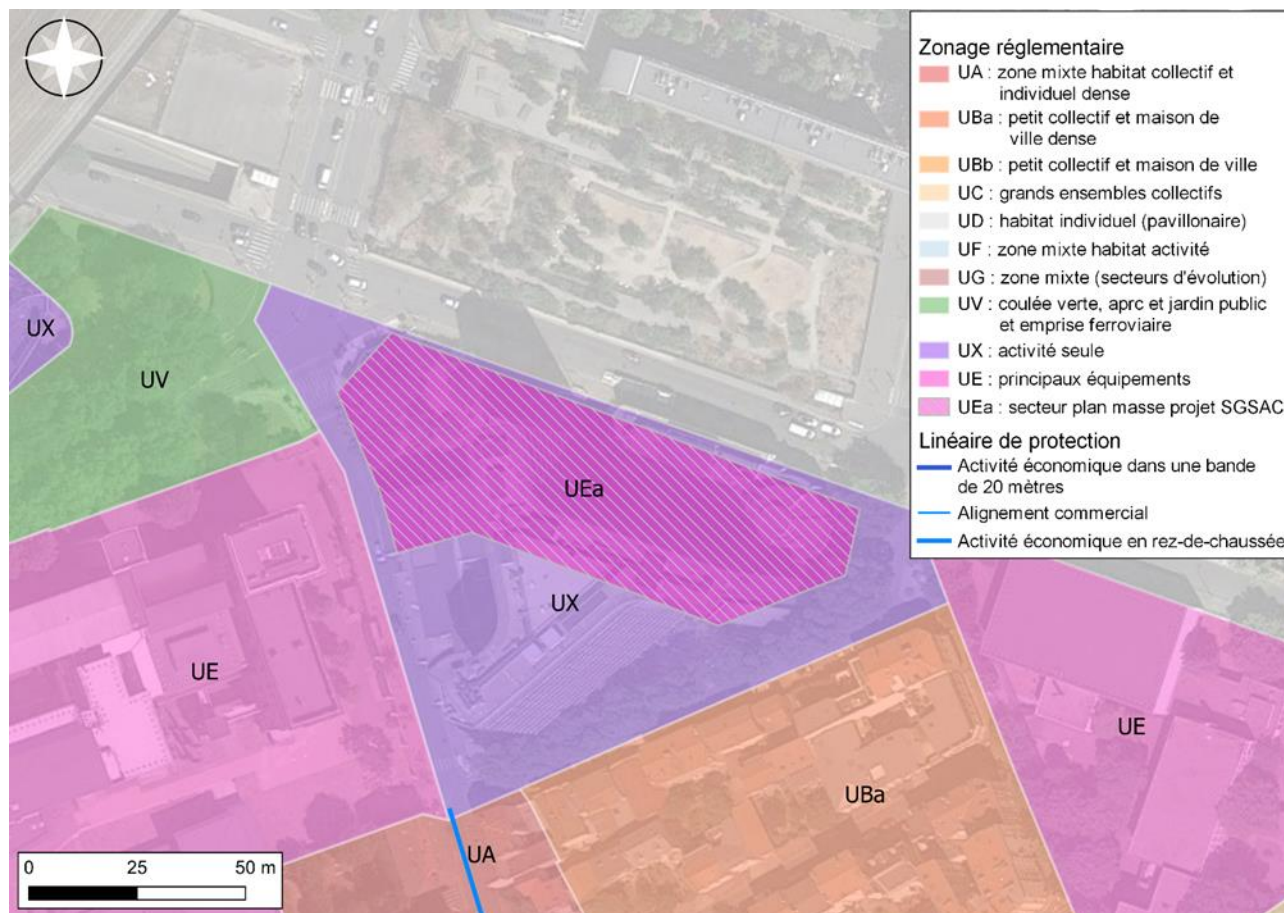 Zonage réglementaire
UA : zone mixte habitat collectif et
individuel dense
UBa : petit collectif et maison de
ville dense
UBb : petit collectif et maison de ville
UC : grands ensembles collectifs
UD : habitat individuel (pavillonaire)
UF : zone mixte habitat activité
UG : zone mixte (secteurs d'évolution)
UV : coulée verte, aprc et jardin public
et emprise ferroviaire
UX : activité seule
UE : principaux équipements
UEa : secteur plan masse projet SGSAC
Linéaire de protection
Activité économique dans une bande
de 20 mètres
Alignement commercial
Activité économique en rez-de-chaussée
UX
UV
UEa
UX
UE
UE
UBa
UA
0 25 50 m